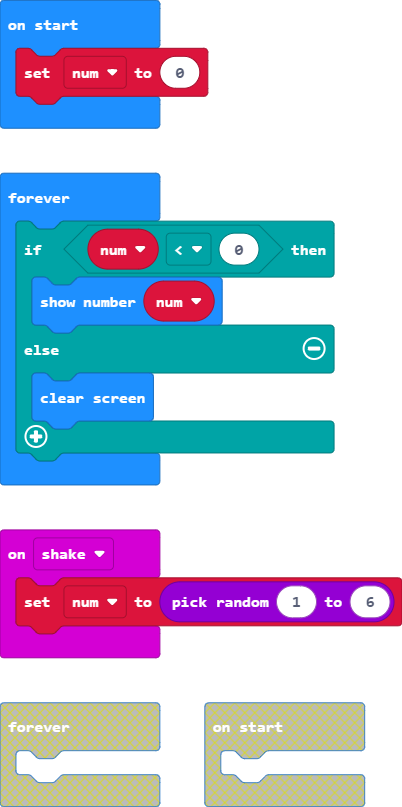 on start
set num to 0
forever
if num < 0 then
show number num
else
clear screen
on shake
set num to pick random 1 to 6
forever on start